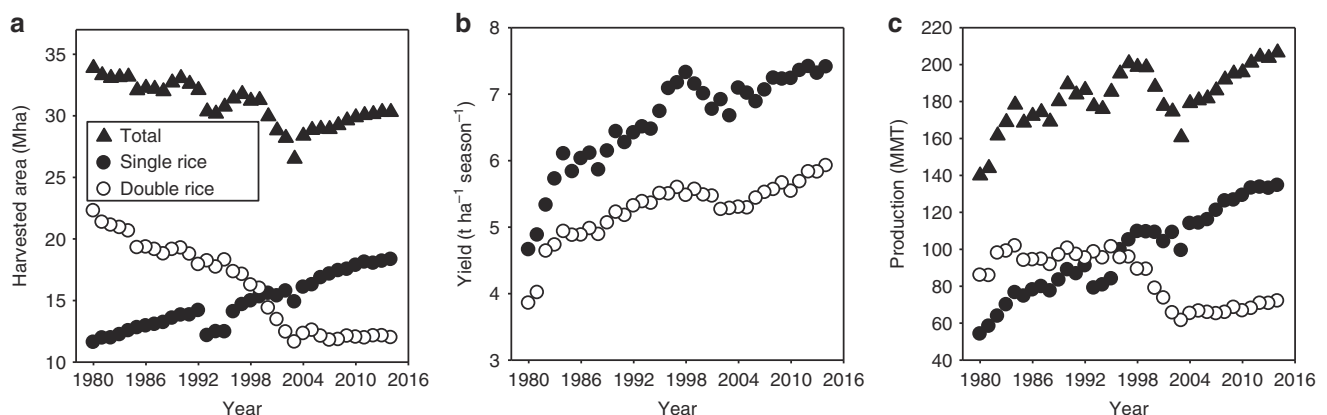 a
Harvested area (Mha)
35
30
25
20
15
10
Total
Single rice
Double rice
1980 1986 1992 1998 2004 2010 2016
Year
b
Yield (t ha⁻¹ season⁻¹)
8
7
6
5
4
3
1980 1986 1992 1998 2004 2010 2016
Year
c
Production (MMT)
220
200
180
160
140
120
100
80
60
40
1980 1986 1992 1998 2004 2010 2016
Year